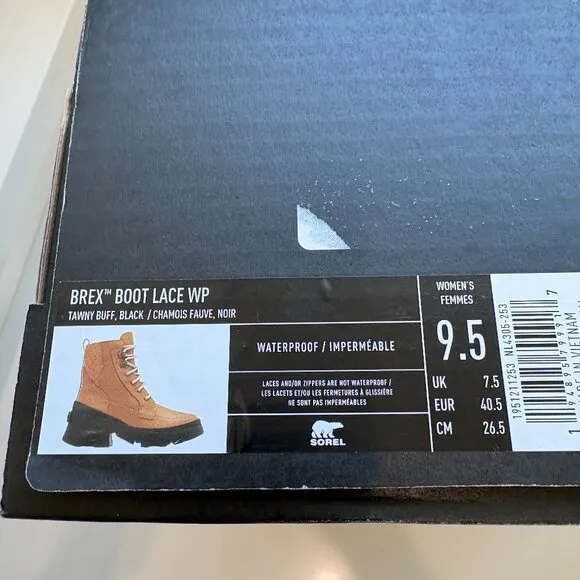 BREX™ BOOT LACE WP
TAWNY BUFF, BLACK / CHAMOIS FAUVE, NOIR
WATERPROOF / IMPERMÉABLE
LACES AND/OR ZIPPERS ARE NOT WATERPROOF /
LES LACETS ET/OU LES FERMETURES À GLISSIÈRE
NE SONT PAS IMPERMÉABLES
SOREL
WOMEN'S
FEMMES
9.5
UK 7.5
EUR 40.5
CM 26.5
1951211253 NL4305-253
IN VIETNAM